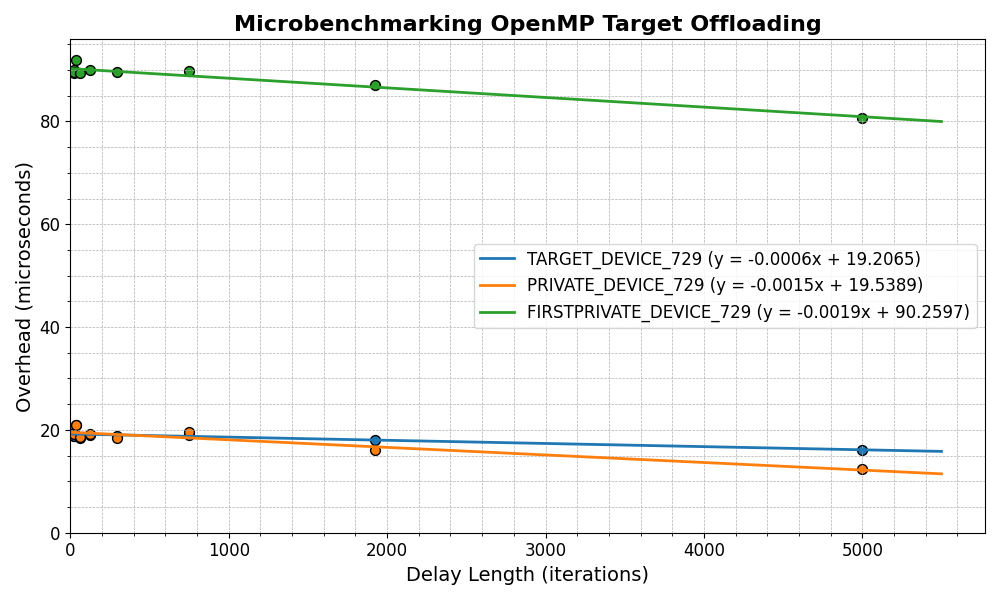 Microbenchmarking OpenMP Target Offloading
Overhead (microseconds)
80
60
40
20
0
TARGET_DEVICE_729 (y = -0.0006x + 19.2065)
PRIVATE_DEVICE_729 (y = -0.0015x + 19.5389)
FIRSTPRIVATE_DEVICE_729 (y = -0.0019x + 90.2597)
0 1000 2000 3000 4000 5000
Delay Length (iterations)